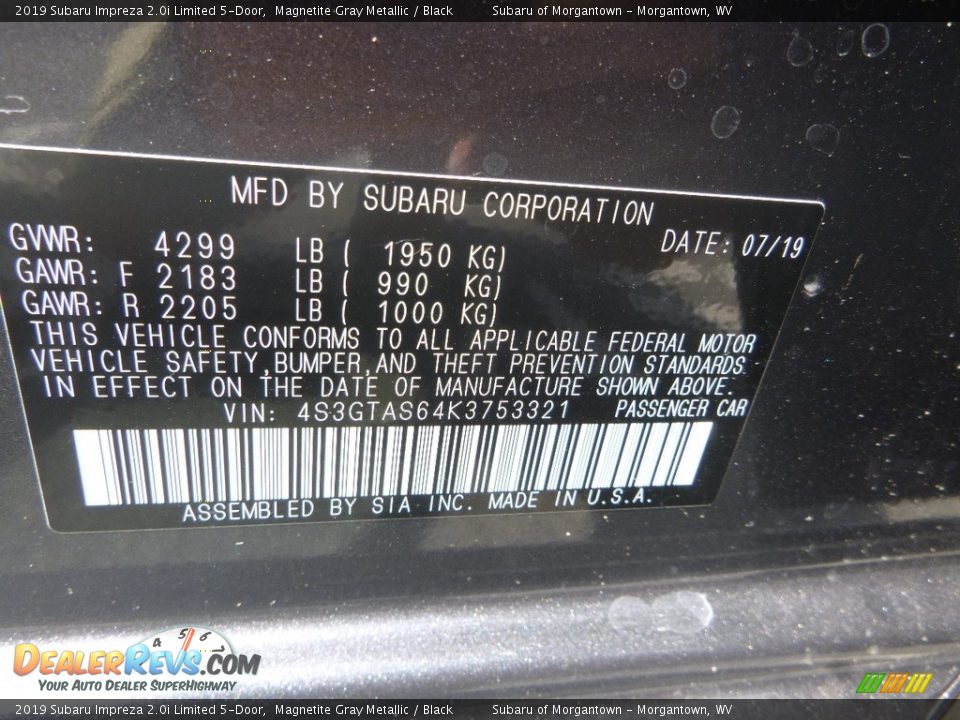 2019 Subaru Impreza 2.0i Limited 5-Door, Magnetite Gray Metallic / Black Subaru of Morgantown - Morgantown, WV
MFD BY SUBARU CORPORATION
GVWR: 4299 LB ( 1950 KG) DATE: 07/19
GAWR: F 2183 LB ( 990 KG)
GAWR: R 2205 LB ( 1000 KG)
THIS VEHICLE CONFORMS TO ALL APPLICABLE FEDERAL MOTOR
VEHICLE SAFETY,BUMPER,AND THEFT PREVENTION STANDARDS
IN EFFECT ON THE DATE OF MANUFACTURE SHOWN ABOVE.
VIN: 4S3GTAS64K3753321 PASSENGER CAR
ASSEMBLED BY SIA INC. MADE IN U.S.A.
4 5 6
DealerRevs.com
Your Auto Dealer SuperHighway
2019 Subaru Impreza 2.0i Limited 5-Door, Magnetite Gray Metallic / Black Subaru of Morgantown - Morgantown, WV